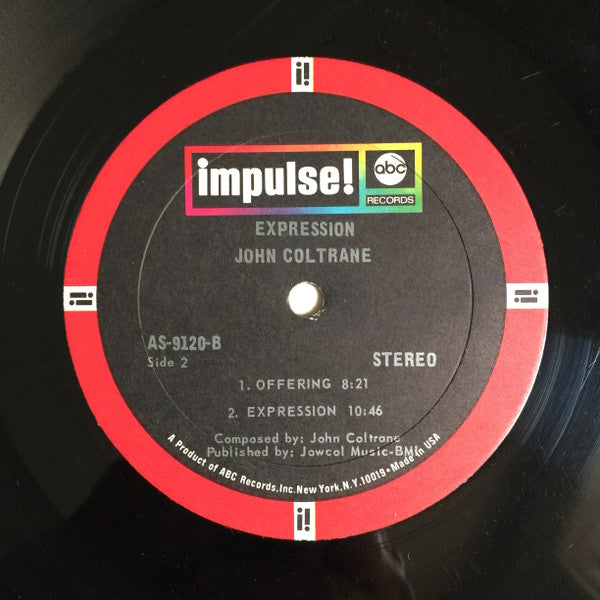 i!
impulse! abc RECORDS
EXPRESSION
JOHN COLTRANE
i! i!
AS-9120-B
Side 2 STEREO
1. OFFERING 8:21
2. EXPRESSION 10:46
Composed by: John Coltrane
Published by: Jowcol Music-BMI
A Product of ABC Records, Inc. New York, N.Y. 10019 • Made in USA
i!